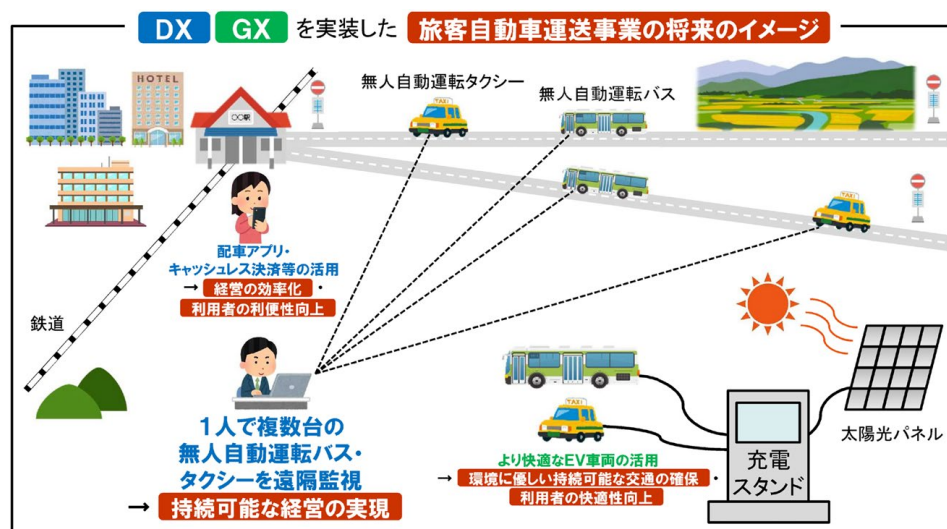 DX GX を実装した 旅客自動車運送事業の将来のイメージ
無人自動運転タクシー
無人自動運転バス
HOTEL
〇〇駅
TAXI
TAXI
配車アプリ・
キャッシュレス決済等の活用
→ 経営の効率化・
利用者の利便性向上
鉄道
1人で複数台の
無人自動運転バス・
タクシーを遠隔監視
→ 持続可能な経営の実現
TAXI
より快適なEV車両の活用
→ 環境に優しい持続可能な交通の確保・
利用者の快適性向上
充電
スタンド
太陽光パネル